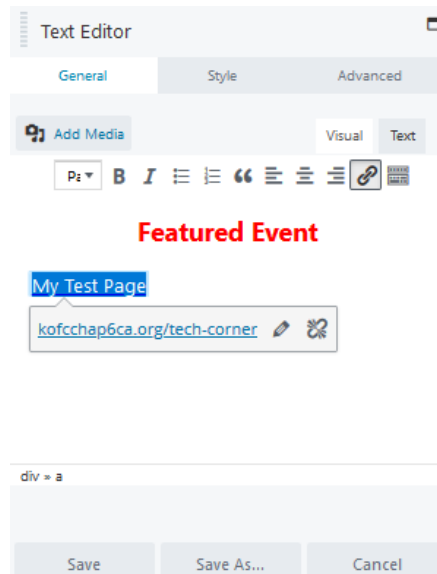 Text Editor
General Style Advanced
Add Media Visual Text
B I
Featured Event
My Test Page
kofcchap6ca.org/tech-corner
div » a
Save Save As... Cancel